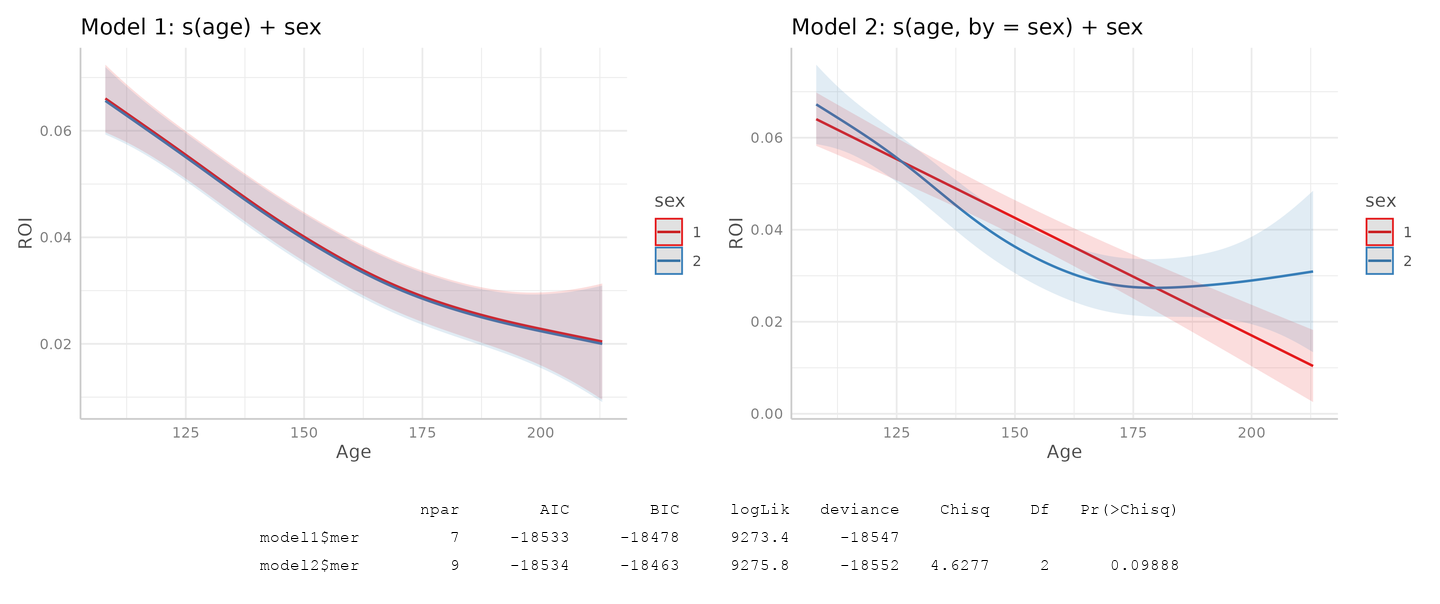 Model 1: s(age) + sex
0.06
0.04
0.02
ROI
125 150 175 200
Age
sex
1
2
Model 2: s(age, by = sex) + sex
0.06
0.04
0.02
0.00
ROI
125 150 175 200
Age
sex
1
2
npar AIC BIC logLik deviance Chisq Df Pr(>Chisq)
model1$mer 7 -18533 -18478 9273.4 -18547
model2$mer 9 -18534 -18463 9275.8 -18552 4.6277 2 0.09888